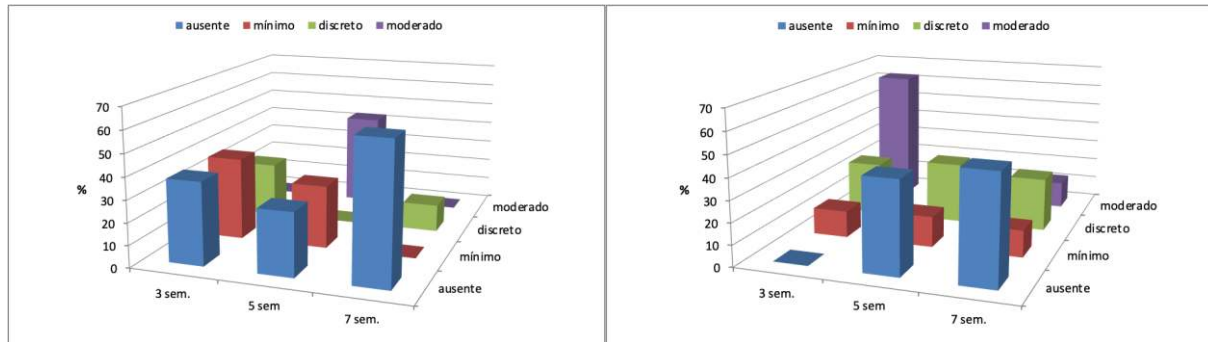 ausente mínimo discreto moderado
70
60
50
40
30
20
10
0
%
3 sem.
5 sem
7 sem.
moderado
discreto
mínimo
ausente
ausente mínimo discreto moderado
70
60
50
40
30
20
10
0
%
3 sem.
5 sem
7 sem.
moderado
discreto
mínimo
ausente